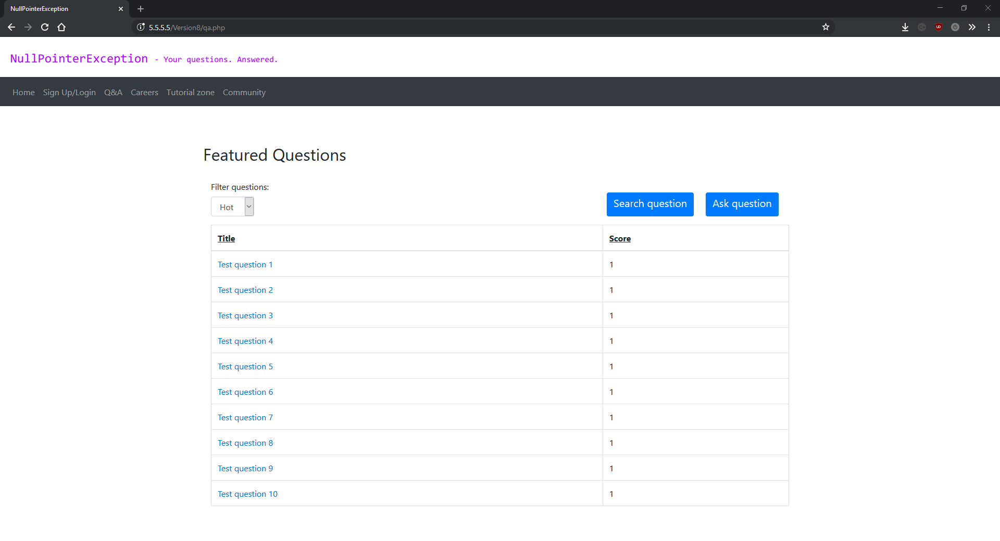 NullPointerException
5.5.5.5/Version8/qa.php
NullPointerException - Your questions. Answered.
Home Sign Up/Login Q&A Careers Tutorial zone Community
Featured Questions
Filter questions:
Hot Search question Ask question
Title Score
Test question 1 1
Test question 2 1
Test question 3 1
Test question 4 1
Test question 5 1
Test question 6 1
Test question 7 1
Test question 8 1
Test question 9 1
Test question 10 1